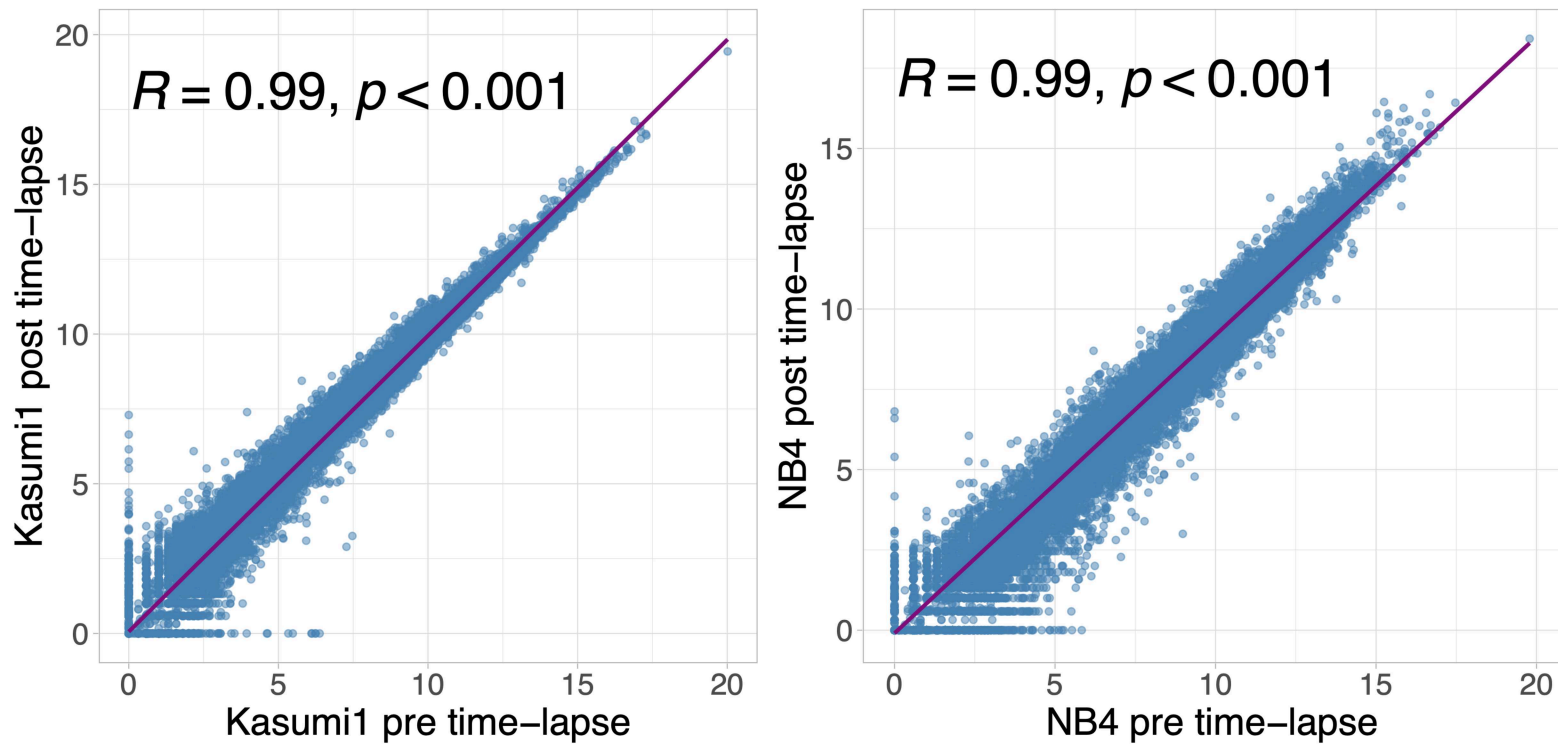 R = 0.99, p < 0.001
20
15
10
5
0
Kasumi1 post time−lapse
0 5 10 15 20
Kasumi1 pre time−lapse
R = 0.99, p < 0.001
15
10
5
0
NB4 post time−lapse
0 5 10 15 20
NB4 pre time−lapse